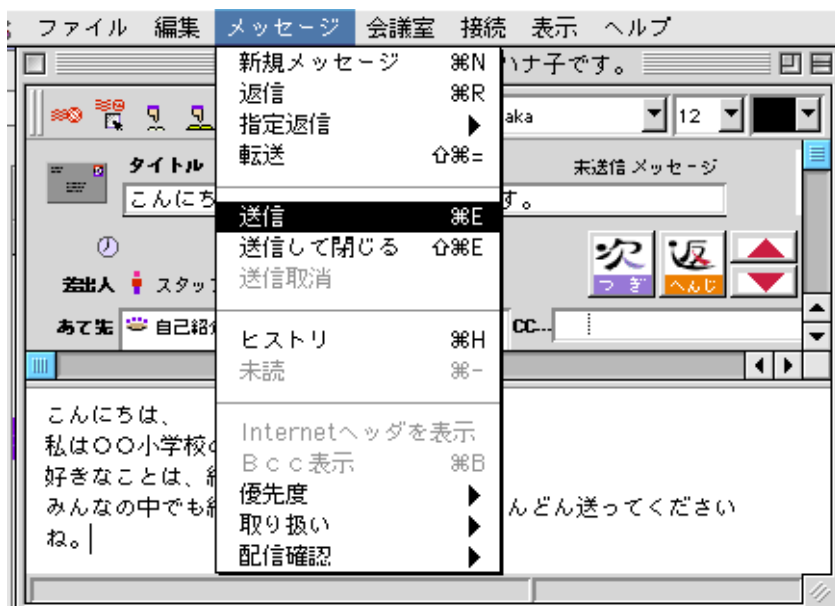 ファイル 編集 メッセージ 会議室 接続 表示 ヘルプ
ハナ子です。
新規メッセージ ⌘N
返信 ⌘R
指定返信 ▶
転送 ⇧⌘=
送信 ⌘E
送信して閉じる ⇧⌘E
送信取消
ヒストリ ⌘H
未読 ⌘-
Internetヘッダを表示
Bcc表示 ⌘B
優先度 ▶
取り扱い ▶
配信確認 ▶
aka 12
タイトル 未送信メッセージ
こんにち す。
次 返
つぎ へんじ
差出人 スタッフ
あて先 自己紹介 CC...
こんにちは、
私は〇〇小学校の
好きなことは、
みんなの中でも んどん送ってください
ね。